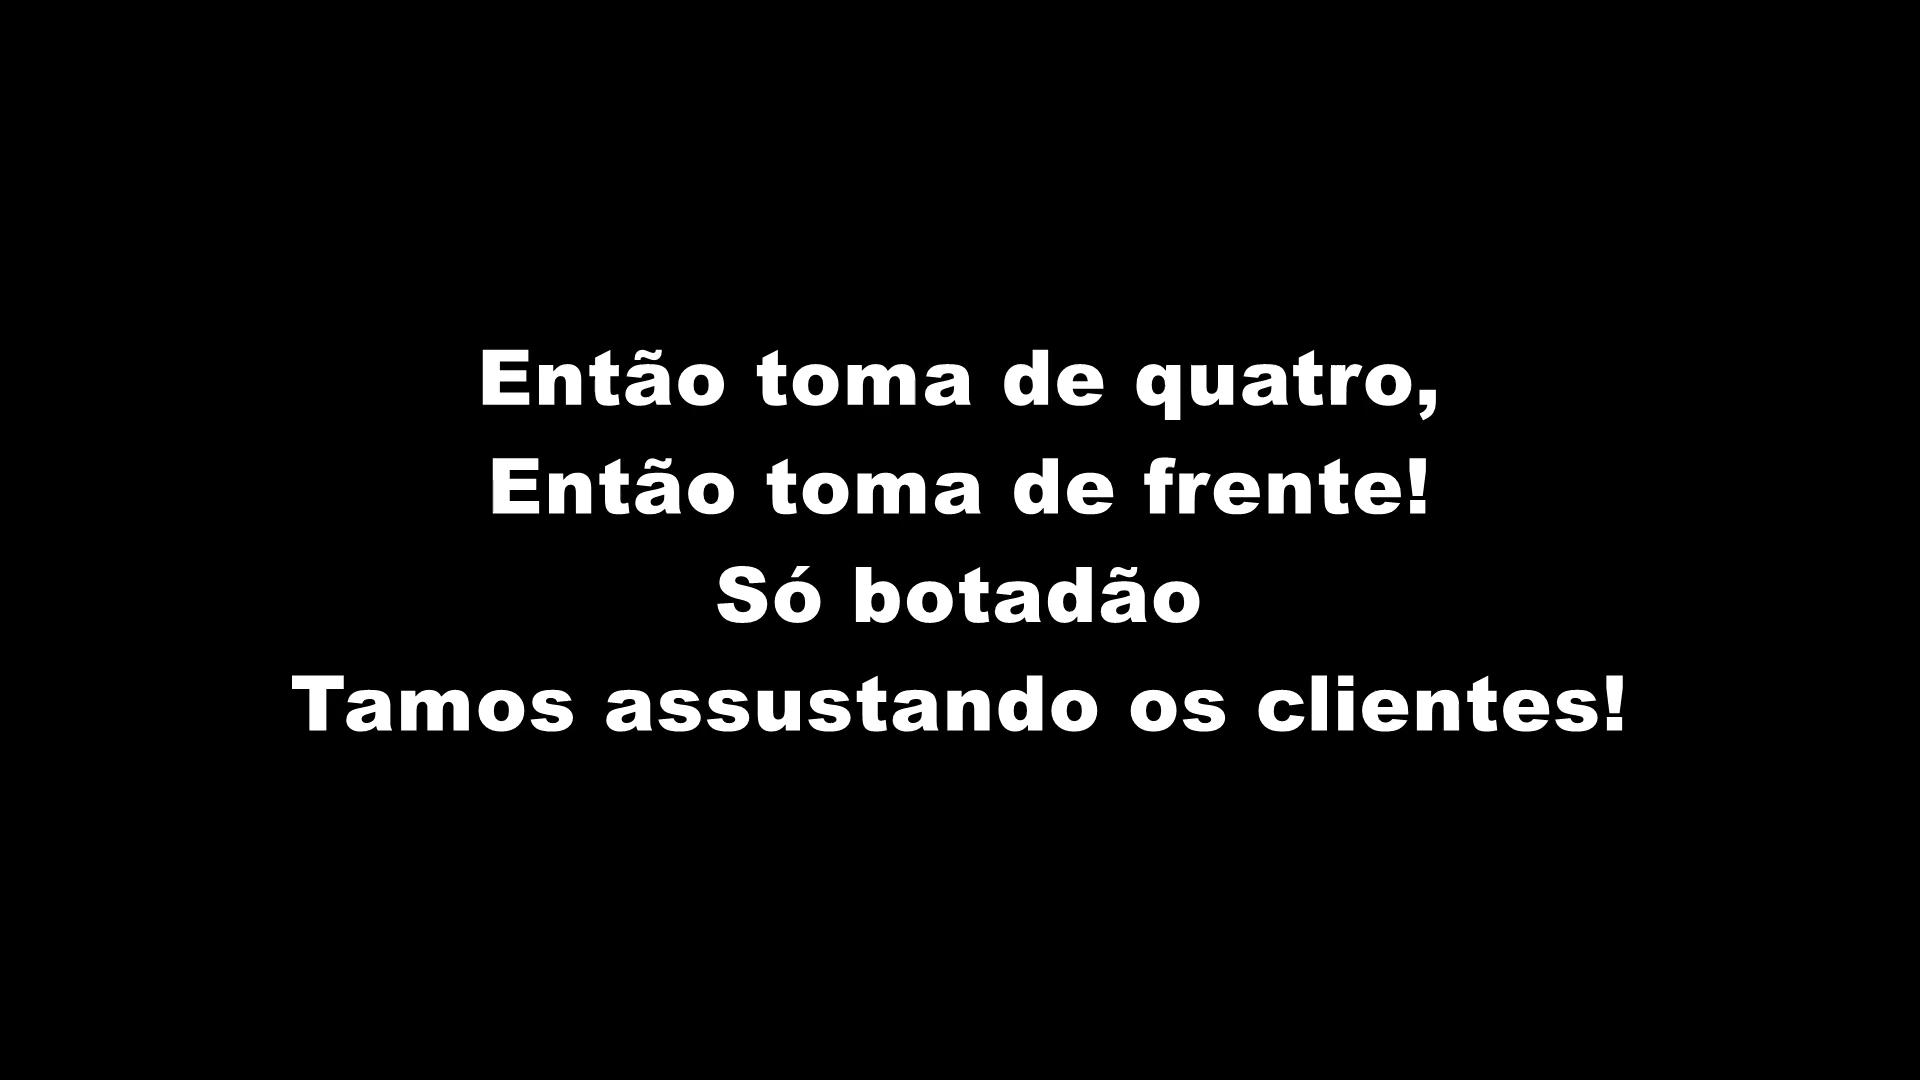 Então toma de quatro,
Então toma de frente!
Só botadão
Tamos assustando os clientes!